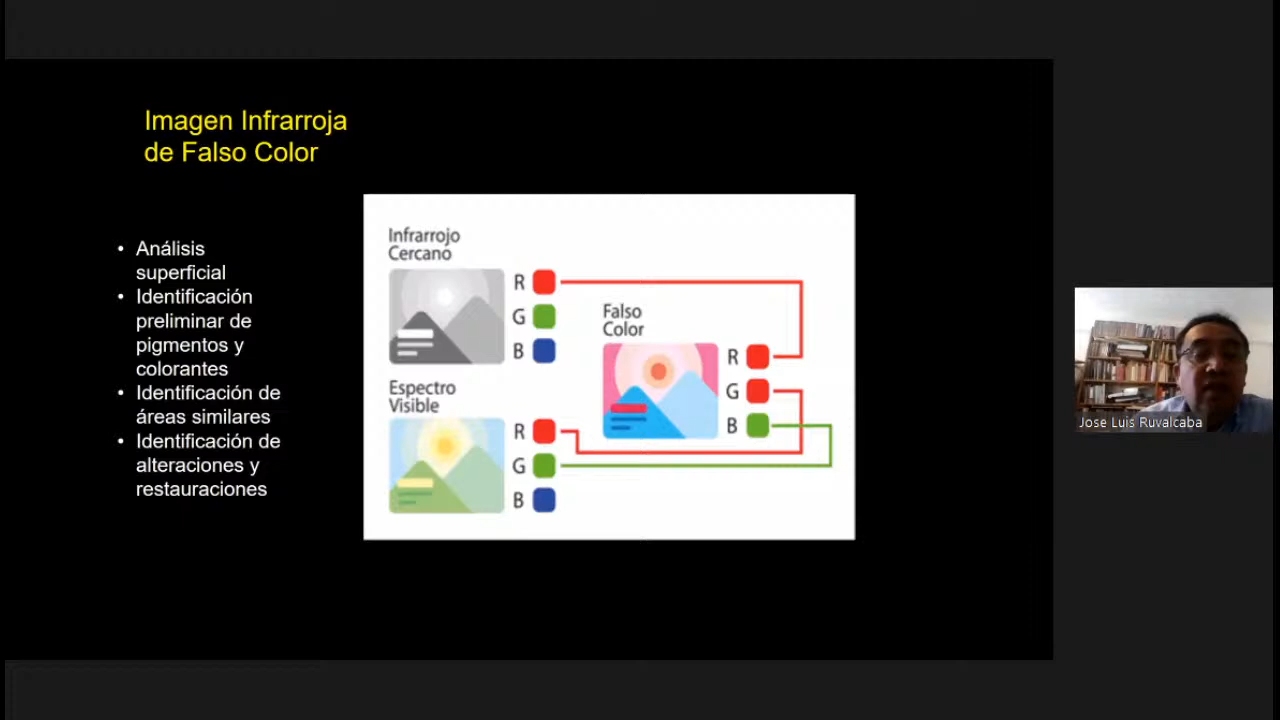 Imagen Infrarroja
de Falso Color
• Análisis
superficial
• Identificación
preliminar de
pigmentos y
colorantes
• Identificación de
áreas similares
• Identificación de
alteraciones y
restauraciones
Infrarrojo
Cercano
R
G
B
Espectro
Visible
R
G
B
Falso
Color
R
G
B
Jose Luis Ruvalcaba